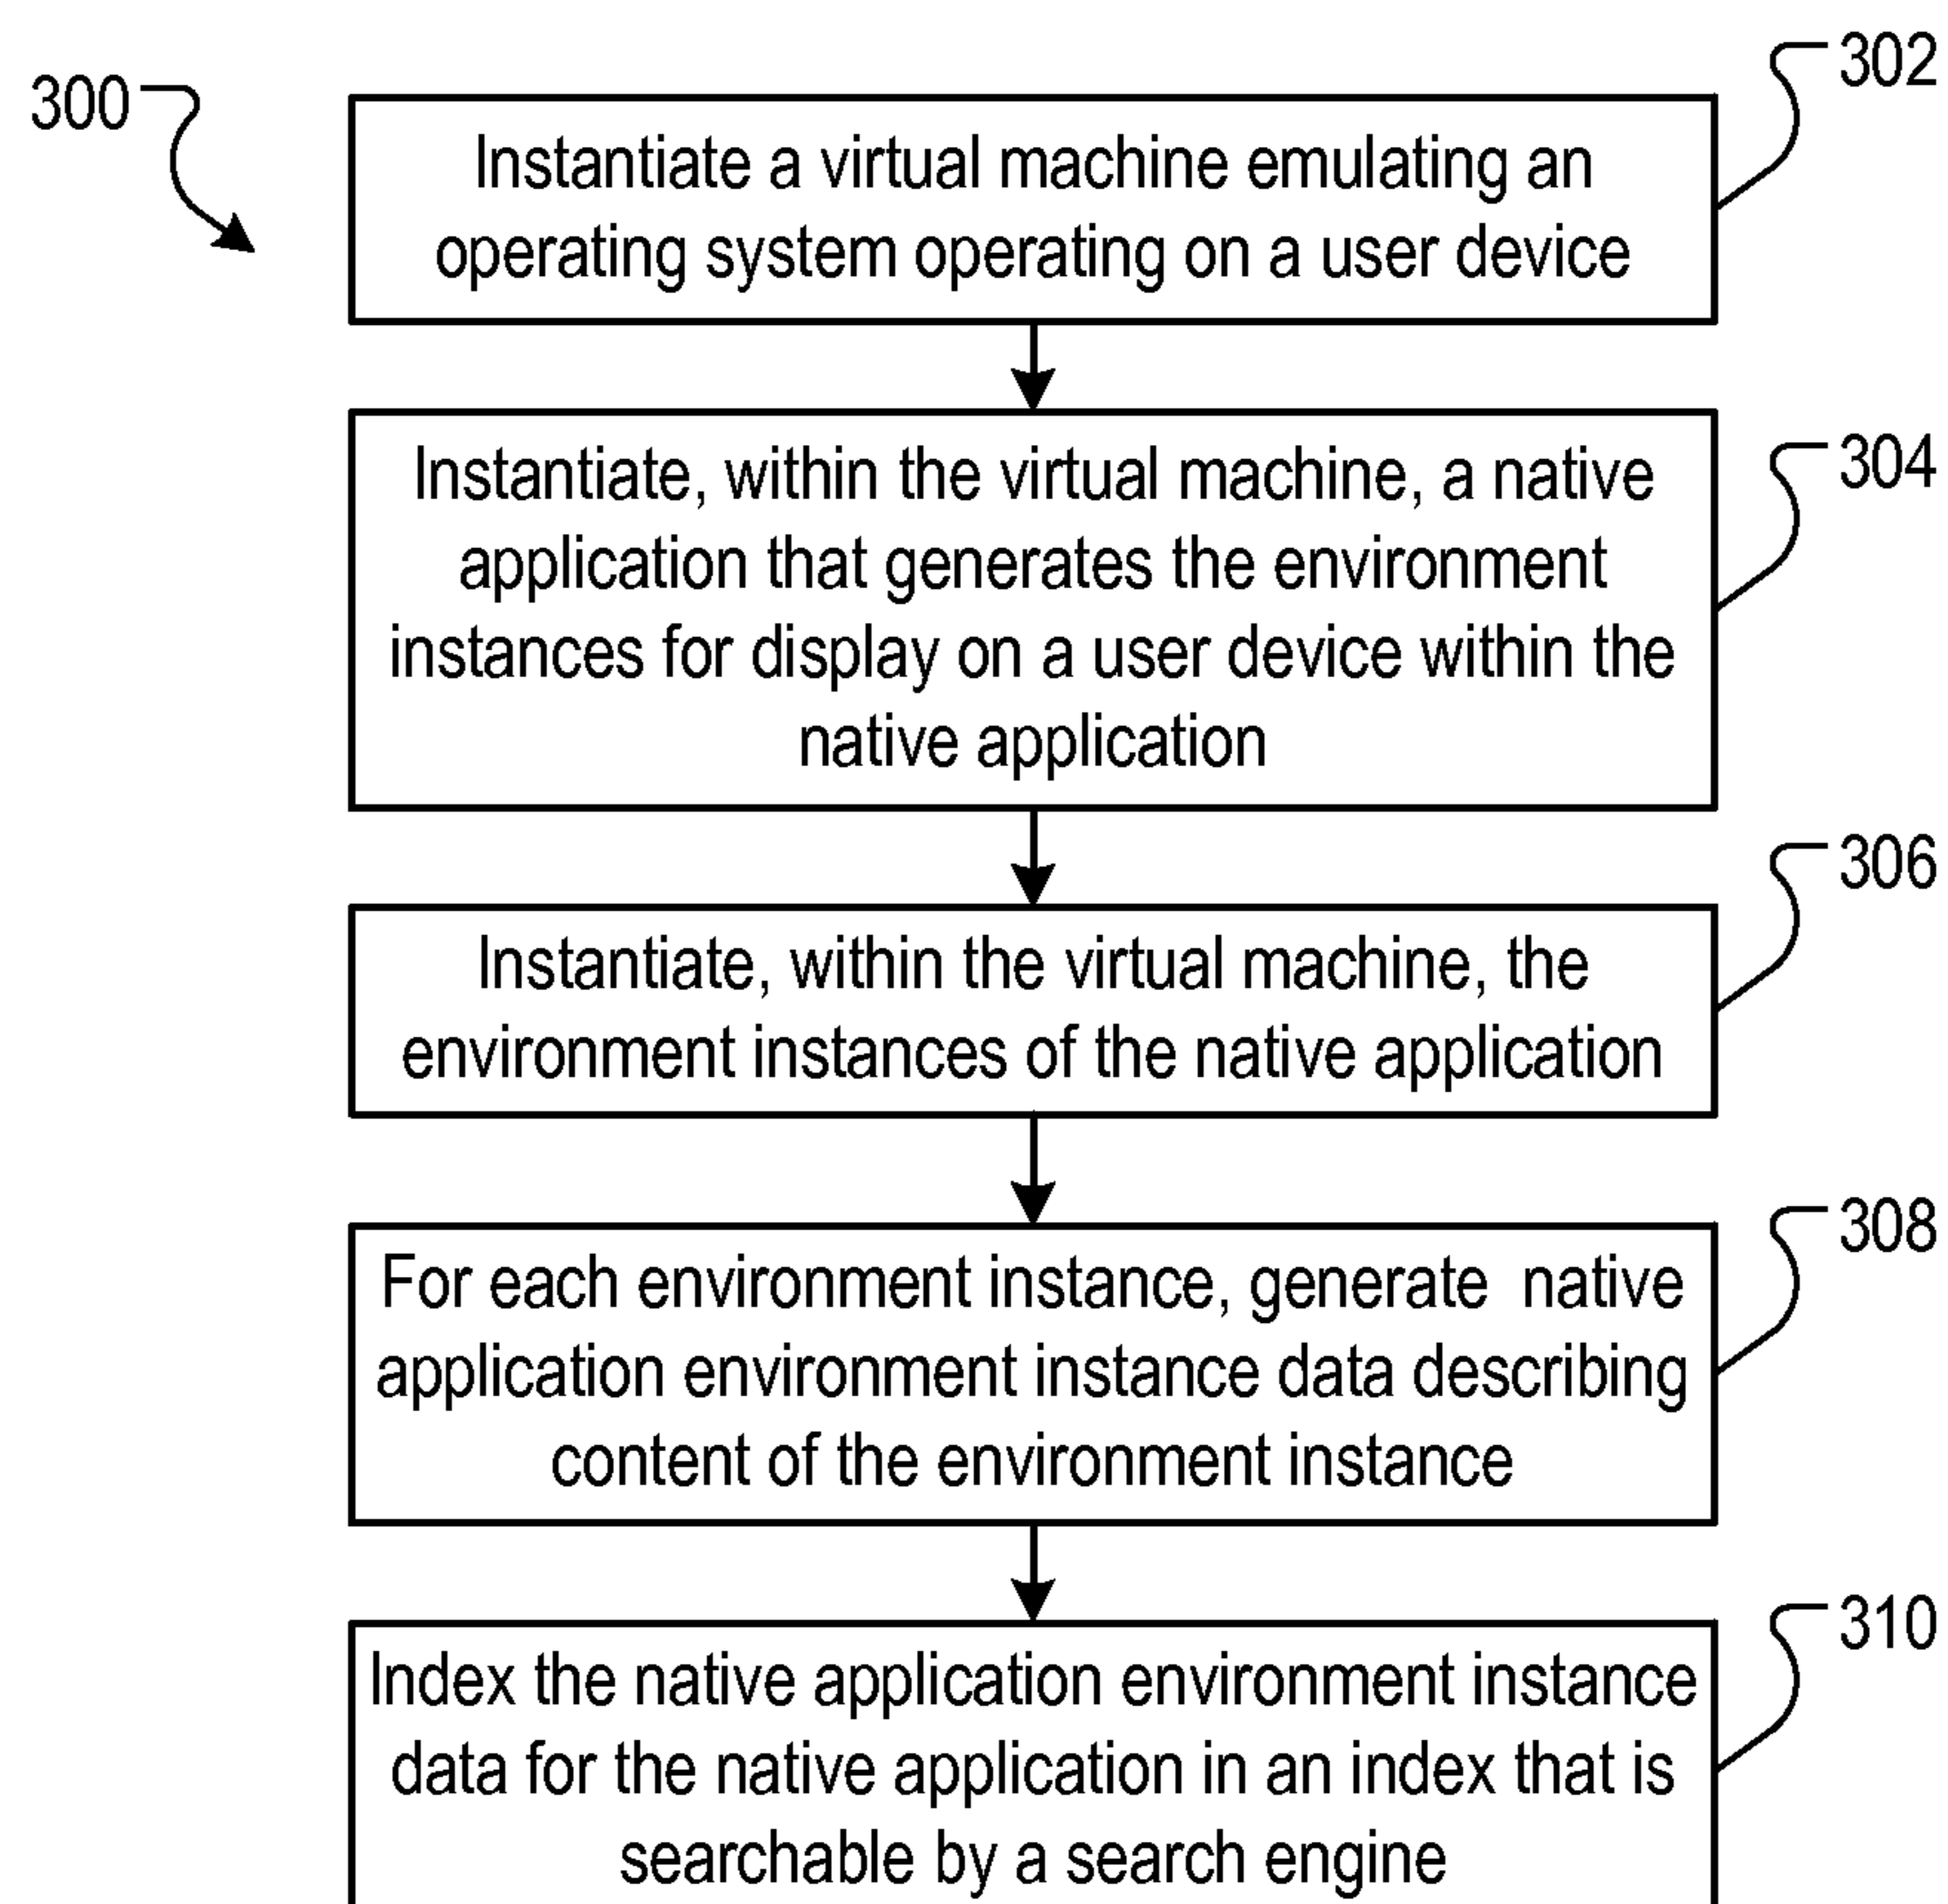 300
302
Instantiate a virtual machine emulating an
operating system operating on a user device
304
Instantiate, within the virtual machine, a native
application that generates the environment
instances for display on a user device within the
native application
306
Instantiate, within the virtual machine, the
environment instances of the native application
308
For each environment instance, generate native
application environment instance data describing
content of the environment instance
310
Index the native application environment instance
data for the native application in an index that is
searchable by a search engine